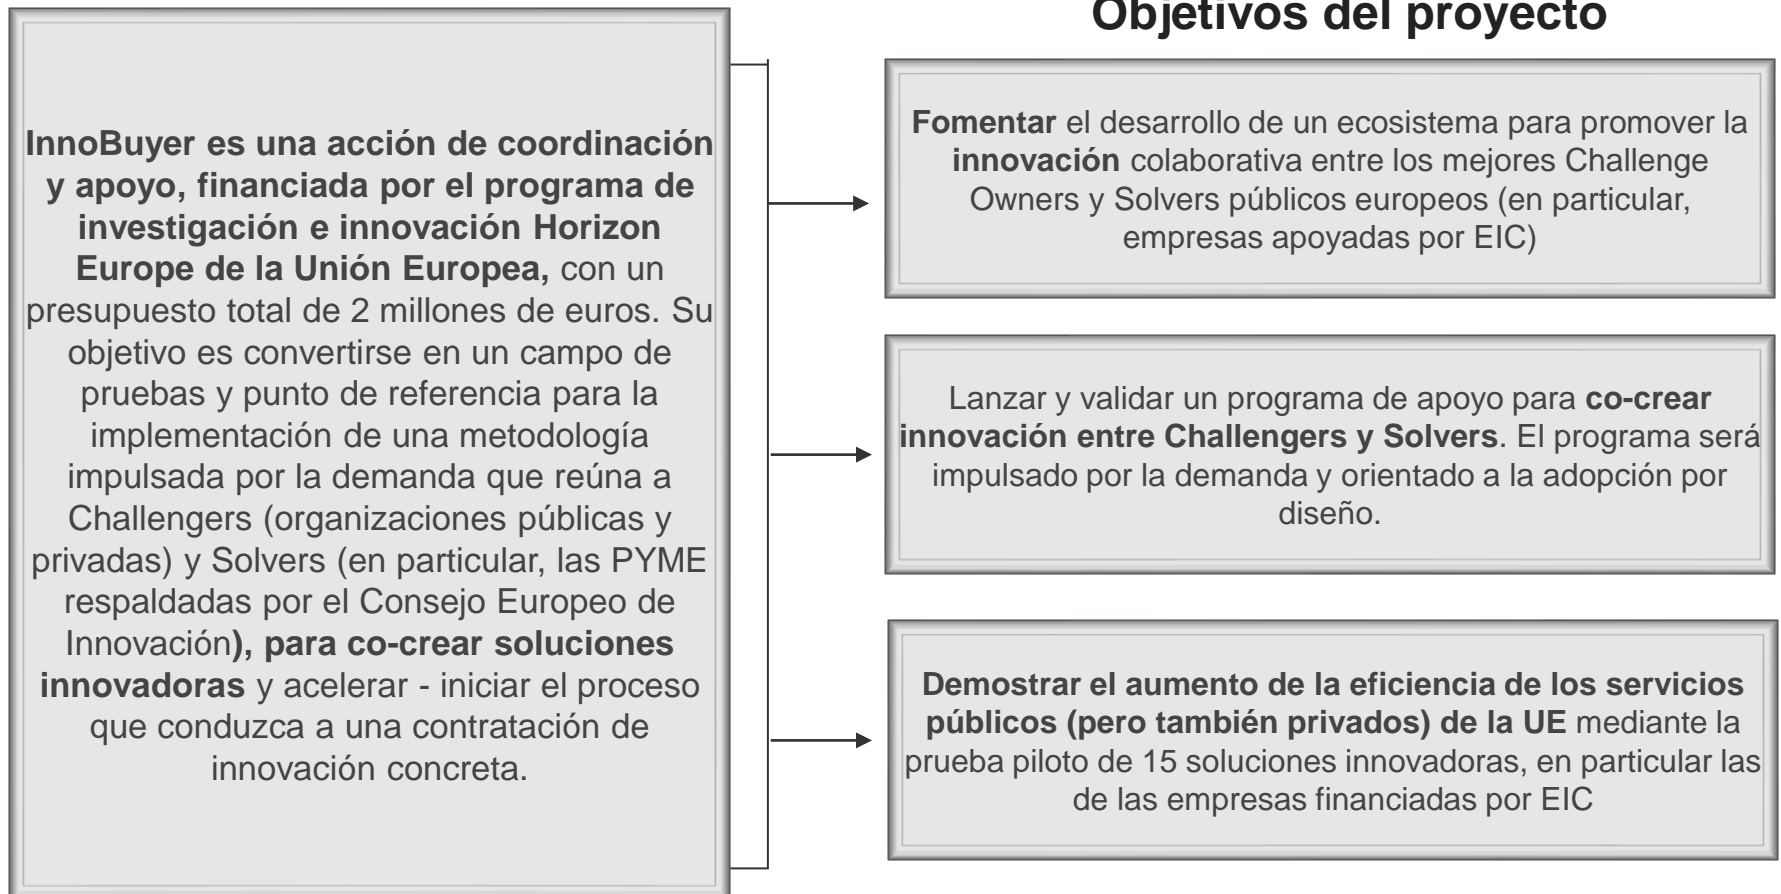 Objetivos del proyecto
InnoBuyer es una acción de coordinación
y apoyo, financiada por el programa de
investigación e innovación Horizon
Europe de la Unión Europea, con un
presupuesto total de 2 millones de euros. Su
objetivo es convertirse en un campo de
pruebas y punto de referencia para la
implementación de una metodología
impulsada por la demanda que reúna a
Challengers (organizaciones públicas y
privadas) y Solvers (en particular, las PYME
respaldadas por el Consejo Europeo de
Innovación), para co-crear soluciones
innovadoras y acelerar - iniciar el proceso
que conduzca a una contratación de
innovación concreta.
Fomentar el desarrollo de un ecosistema para promover la
innovación colaborativa entre los mejores Challenge
Owners y Solvers públicos europeos (en particular,
empresas apoyadas por EIC)
Lanzar y validar un programa de apoyo para co-crear
innovación entre Challengers y Solvers. El programa será
impulsado por la demanda y orientado a la adopción por
diseño.
Demostrar el aumento de la eficiencia de los servicios
públicos (pero también privados) de la UE mediante la
prueba piloto de 15 soluciones innovadoras, en particular las
de las empresas financiadas por EIC